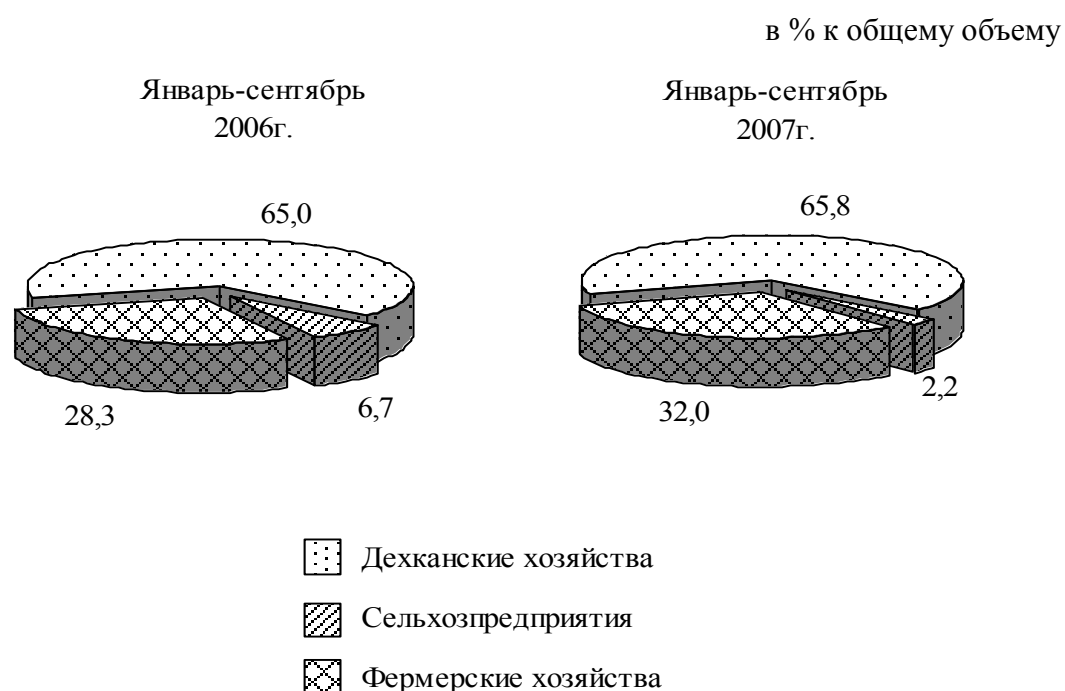 в % к общему объему
Январь-сентябрь
2006г.
Январь-сентябрь
2007г.
65,0
65,8
28,3
6,7
32,0
2,2
Дехканские хозяйства
Сельхозпредприятия
Фермерские хозяйства